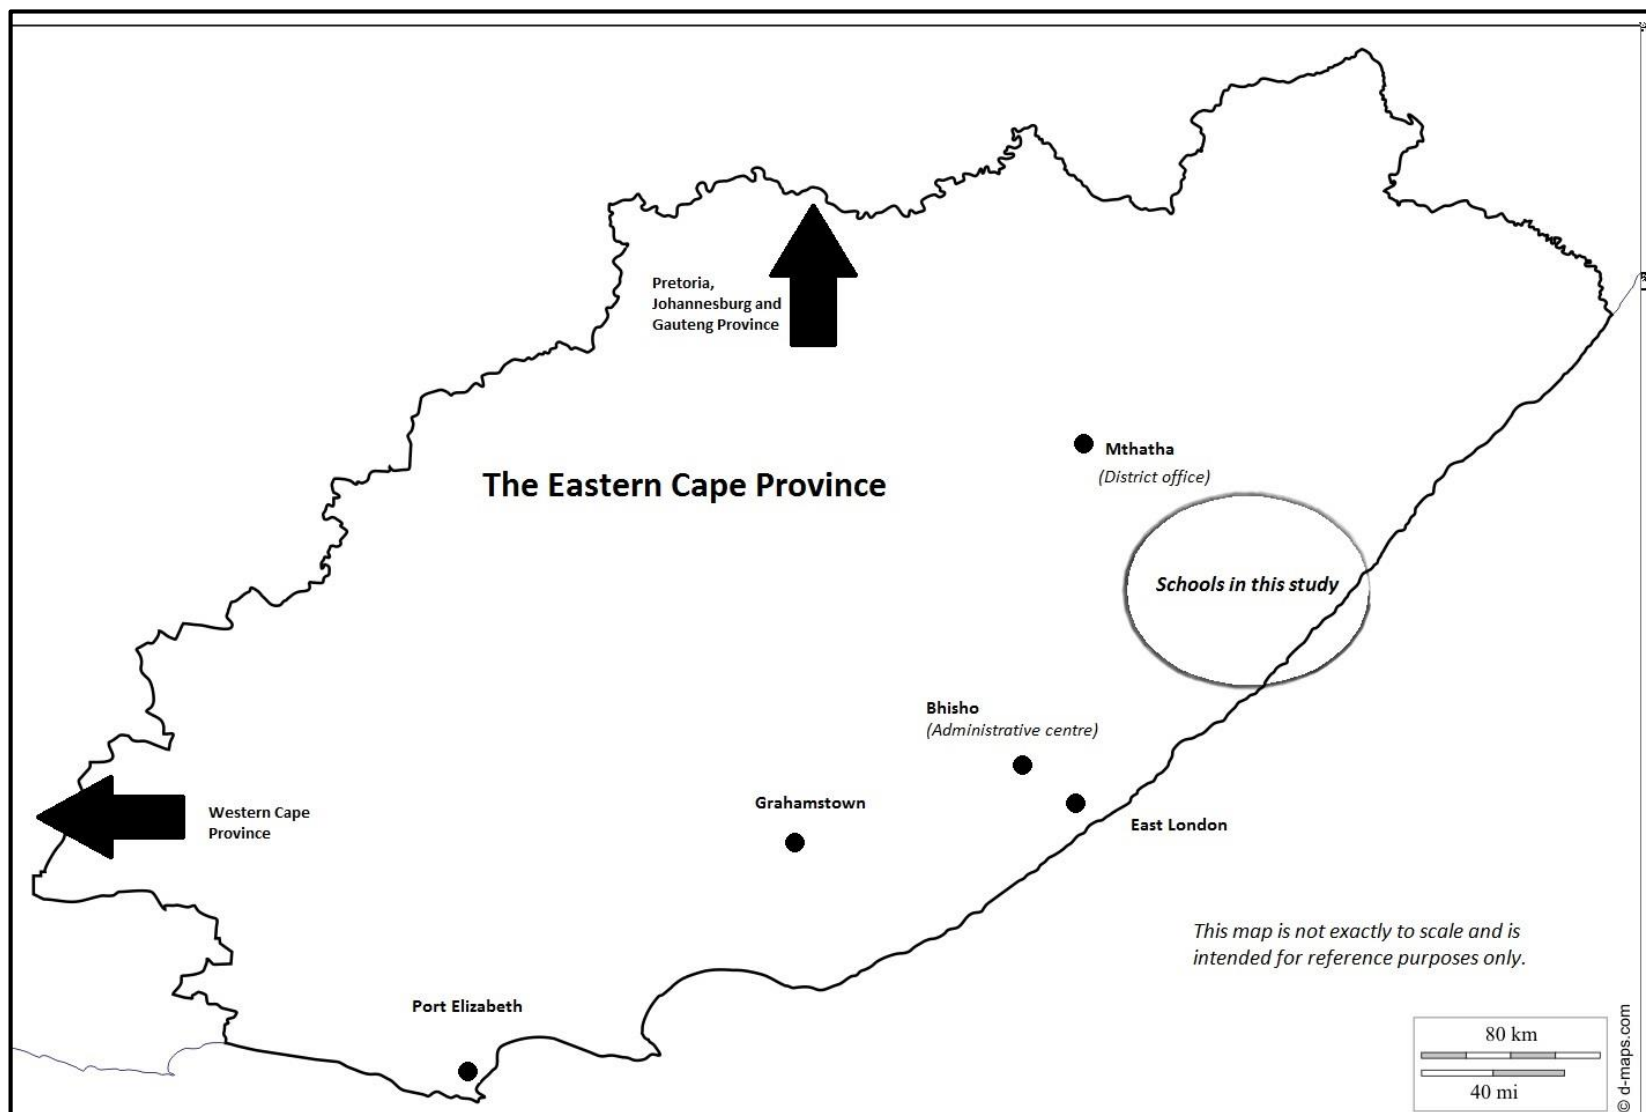 Pretoria,
Johannesburg and
Gauteng Province
Mthatha
(District office)
The Eastern Cape Province
Schools in this study
Bhisho
(Administrative centre)
Grahamstown
Western Cape
Province
East London
This map is not exactly to scale and is
intended for reference purposes only.
Port Elizabeth
80 km
40 mi
© d-maps.com